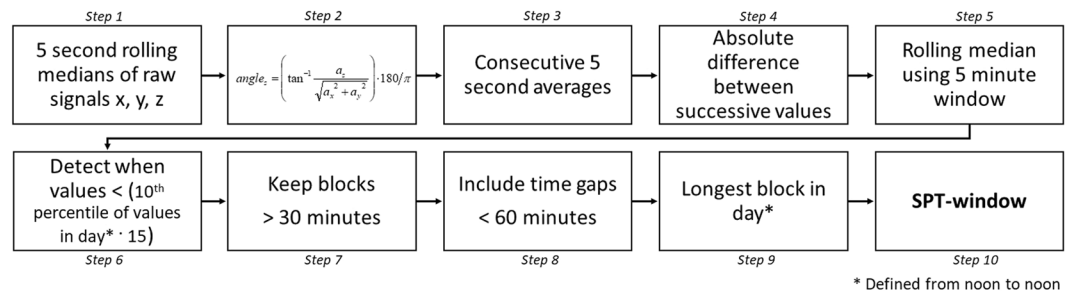 Step 1
5 second rolling
medians of raw
signals x, y, z
Step 2
angle_z = (tan⁻¹ a_z / √(a_x² + a_y²)) · 180/π
Step 3
Consecutive 5
second averages
Step 4
Absolute
difference
between
successive values
Step 5
Rolling median
using 5 minute
window
Detect when
values < (10th
percentile of values
in day* · 15)
Step 6
Keep blocks
> 30 minutes
Step 7
Include time gaps
< 60 minutes
Step 8
Longest block in
day*
Step 9
SPT-window
Step 10
* Defined from noon to noon